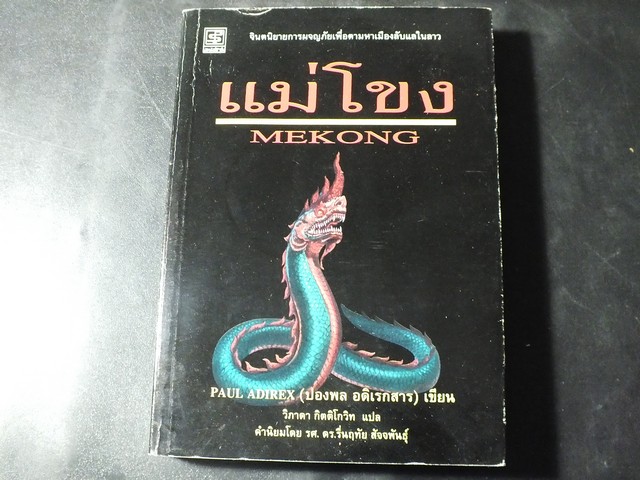 จินตนิยายการผจญภัยเพื่อตามหาเมืองลับแลในลาว
แม่โขง
MEKONG
PAUL ADIREX (ปองพล อดิเรกสาร) เขียน
วิภาดา กิตติโกวิท แปล
คำนิยมโดย รศ. ดร.รื่นฤทัย สัจจพันธุ์